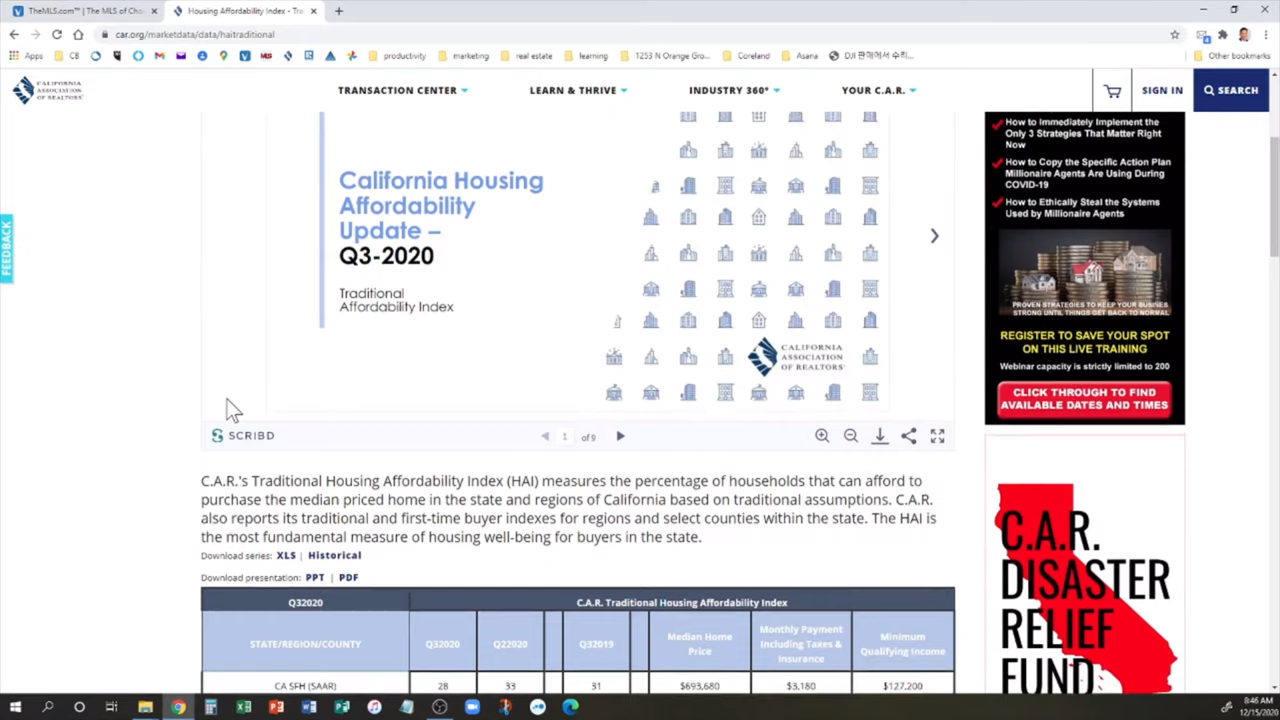 TheMLS.com™ | The MLS of Cho
Housing Affordability Index - Tra
car.org/marketdata/data/haitraditional
Apps
CB
MLS
productivity
marketing
real estate
learning
1253 N Orange Gro...
Coreland
Asana
DJI 판매에서 수리...
Other bookmarks
CALIFORNIA
ASSOCIATION
OF REALTORS®
TRANSACTION CENTER
LEARN & THRIVE
INDUSTRY 360°
YOUR C.A.R.
SIGN IN
SEARCH
FEEDBACK
California Housing
Affordability
Update –
Q3-2020
Traditional
Affordability Index
CALIFORNIA
ASSOCIATION
OF REALTORS®
SCRIBD
1 of 9
How to Immediately Implement the
Only 3 Strategies That Matter Right
Now
How to Copy the Specific Action Plan
Millionaire Agents Are Using During
COVID-19
How to Ethically Steal the Systems
Used by Millionaire Agents
PROVEN STRATEGIES TO KEEP YOUR BUSINES
STRONG UNTIL THINGS GET BACK TO NORMAL
REGISTER TO SAVE YOUR SPOT
ON THIS LIVE TRAINING
Webinar capacity is strictly limited to 200
CLICK THROUGH TO FIND
AVAILABLE DATES AND TIMES
C.A.R.'s Traditional Housing Affordability Index (HAI) measures the percentage of households that can afford to
purchase the median priced home in the state and regions of California based on traditional assumptions. C.A.R.
also reports its traditional and first-time buyer indexes for regions and select counties within the state. The HAI is
the most fundamental measure of housing well-being for buyers in the state.
Download series: XLS | Historical
Download presentation: PPT | PDF
Q32020 C.A.R. Traditional Housing Affordability Index
STATE/REGION/COUNTY Q32020 Q22020 Q32019 Median Home Price Monthly Payment Including Taxes & Insurance Minimum Qualifying Income
CA SFH (SAAR) 28 33 31 $693,680 $3,180 $127,200
C.A.R.
DISASTER
RELIEF
FUND
8:46 AM
12/15/2020